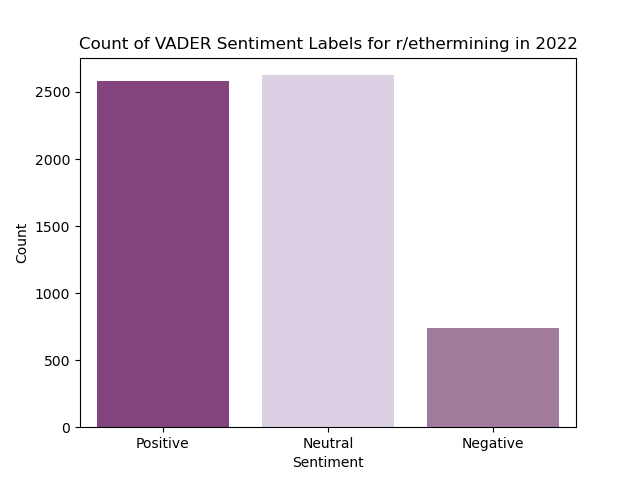 Count of VADER Sentiment Labels for r/ethermining in 2022
2500
2000
1500
1000
500
0
Count
Positive Neutral Negative
Sentiment